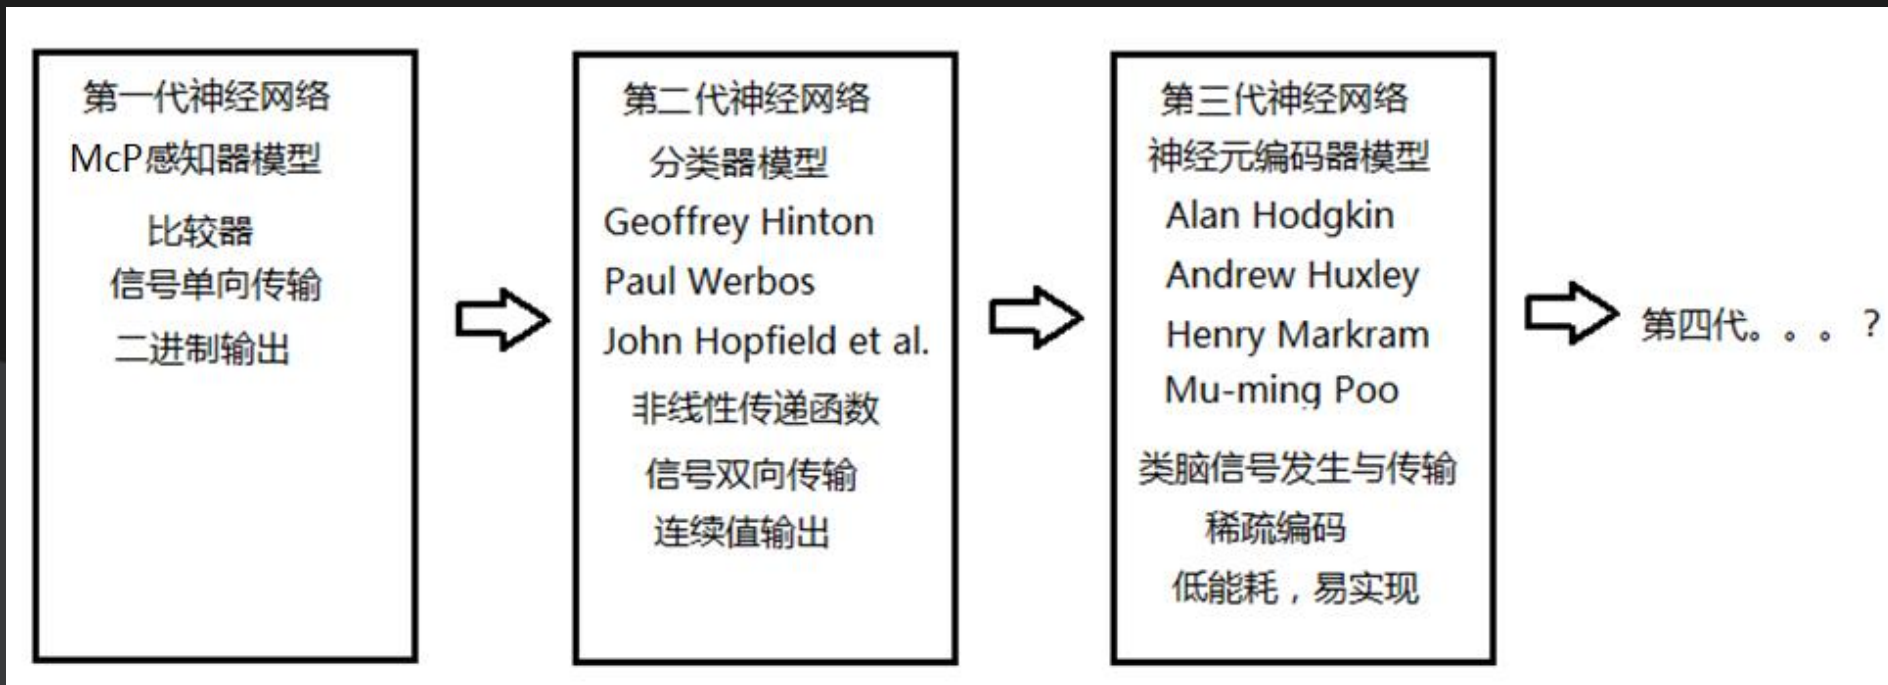 第一代神经网络
McP感知器模型
比较器
信号单向传输
二进制输出
第二代神经网络
分类器模型
Geoffrey Hinton
Paul Werbos
John Hopfield et al.
非线性传递函数
信号双向传输
连续值输出
第三代神经网络
神经元编码器模型
Alan Hodgkin
Andrew Huxley
Henry Markram
Mu-ming Poo
类脑信号发生与传输
稀疏编码
低能耗，易实现
第四代。。。？